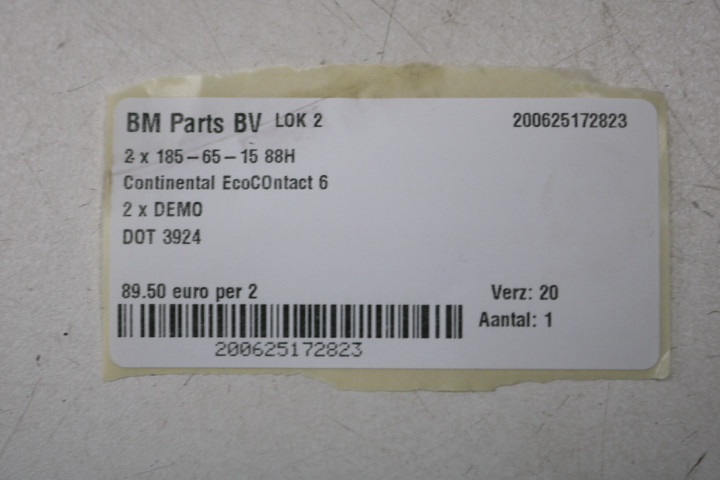 BM Parts BV LOK 2 200625172823
2 x 185-65-15 88H
Continental EcoCOntact 6
2 x DEMO
DOT 3924
89.50 euro per 2 Verz: 20
Aantal: 1
200625172823